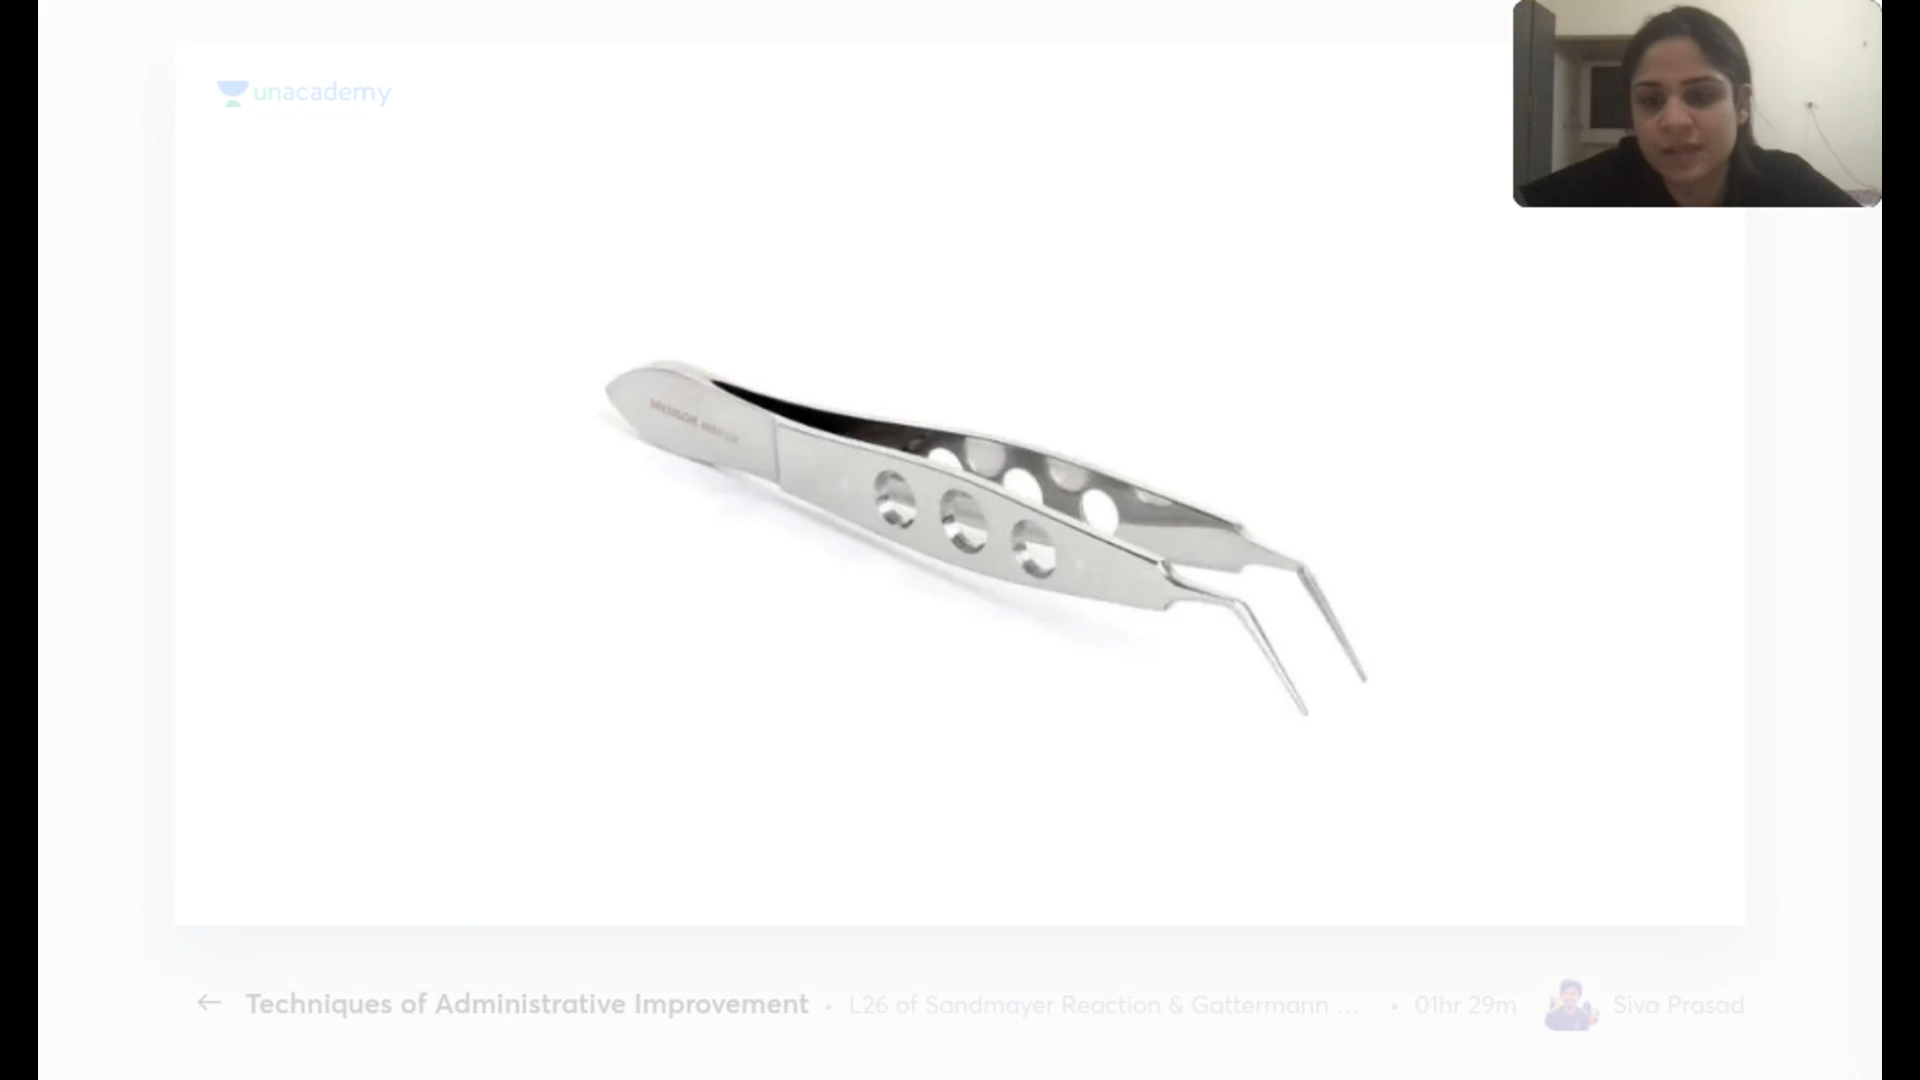 unacademy
Techniques of Administrative Improvement • L26 of Sandmayer Reaction & Gattermann ... • 01hr 29m Siva Prasad